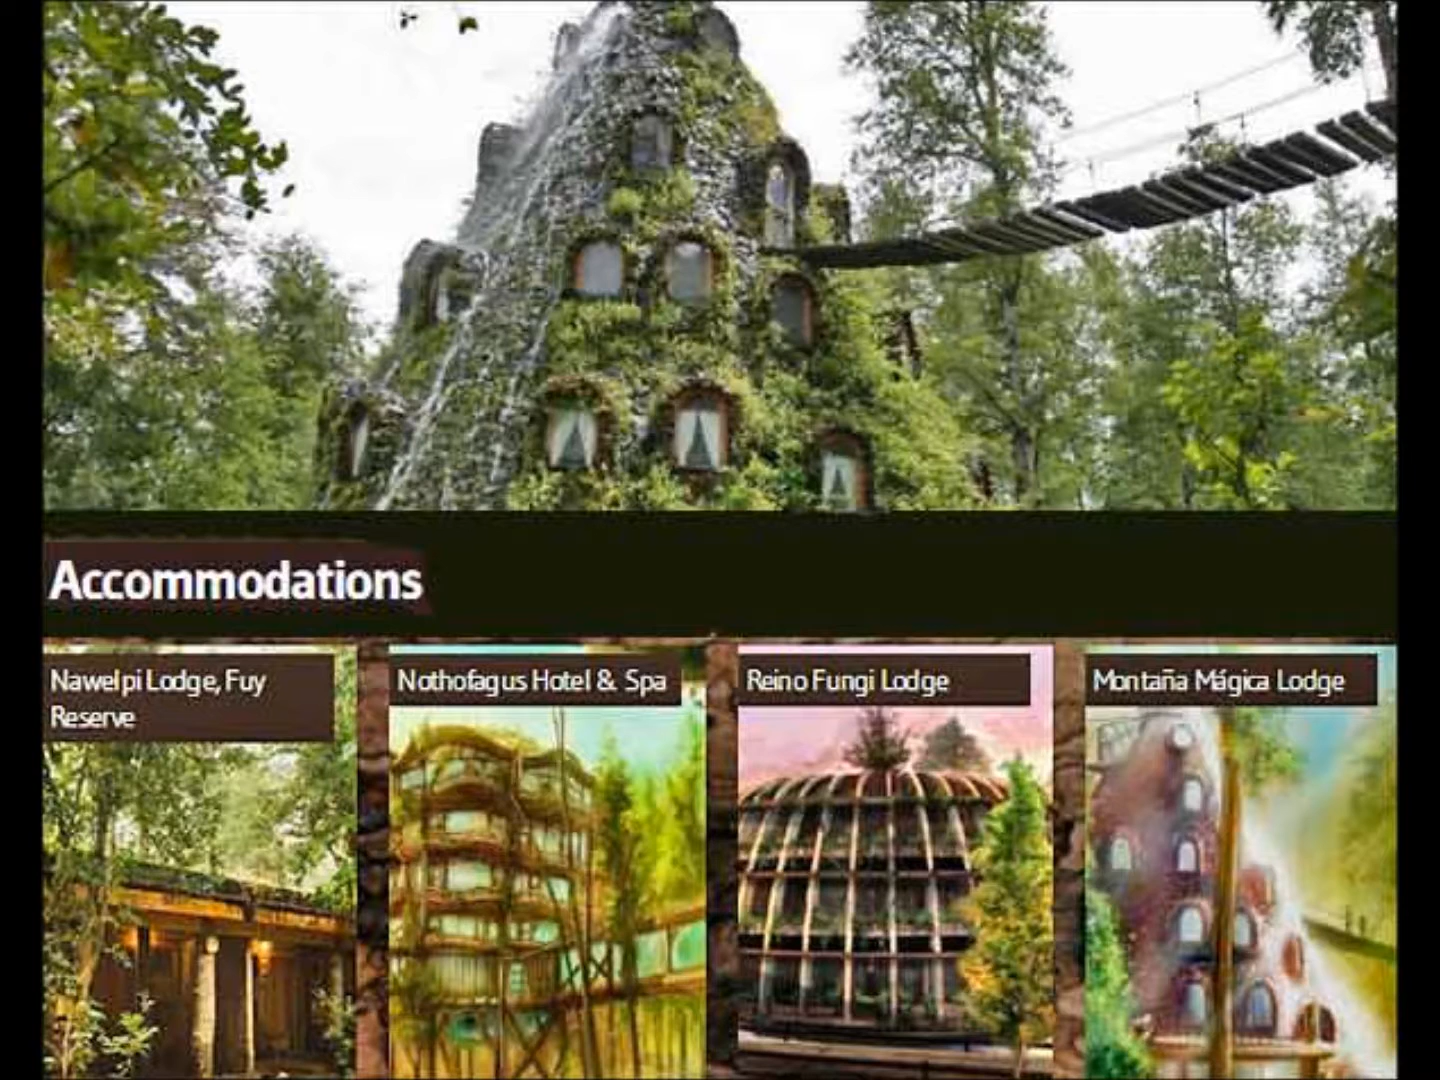 Accommodations
Nawelpi Lodge, Fuy
Reserve
Nothofagus Hotel & Spa
Reino Fungi Lodge
Montaña Mágica Lodge